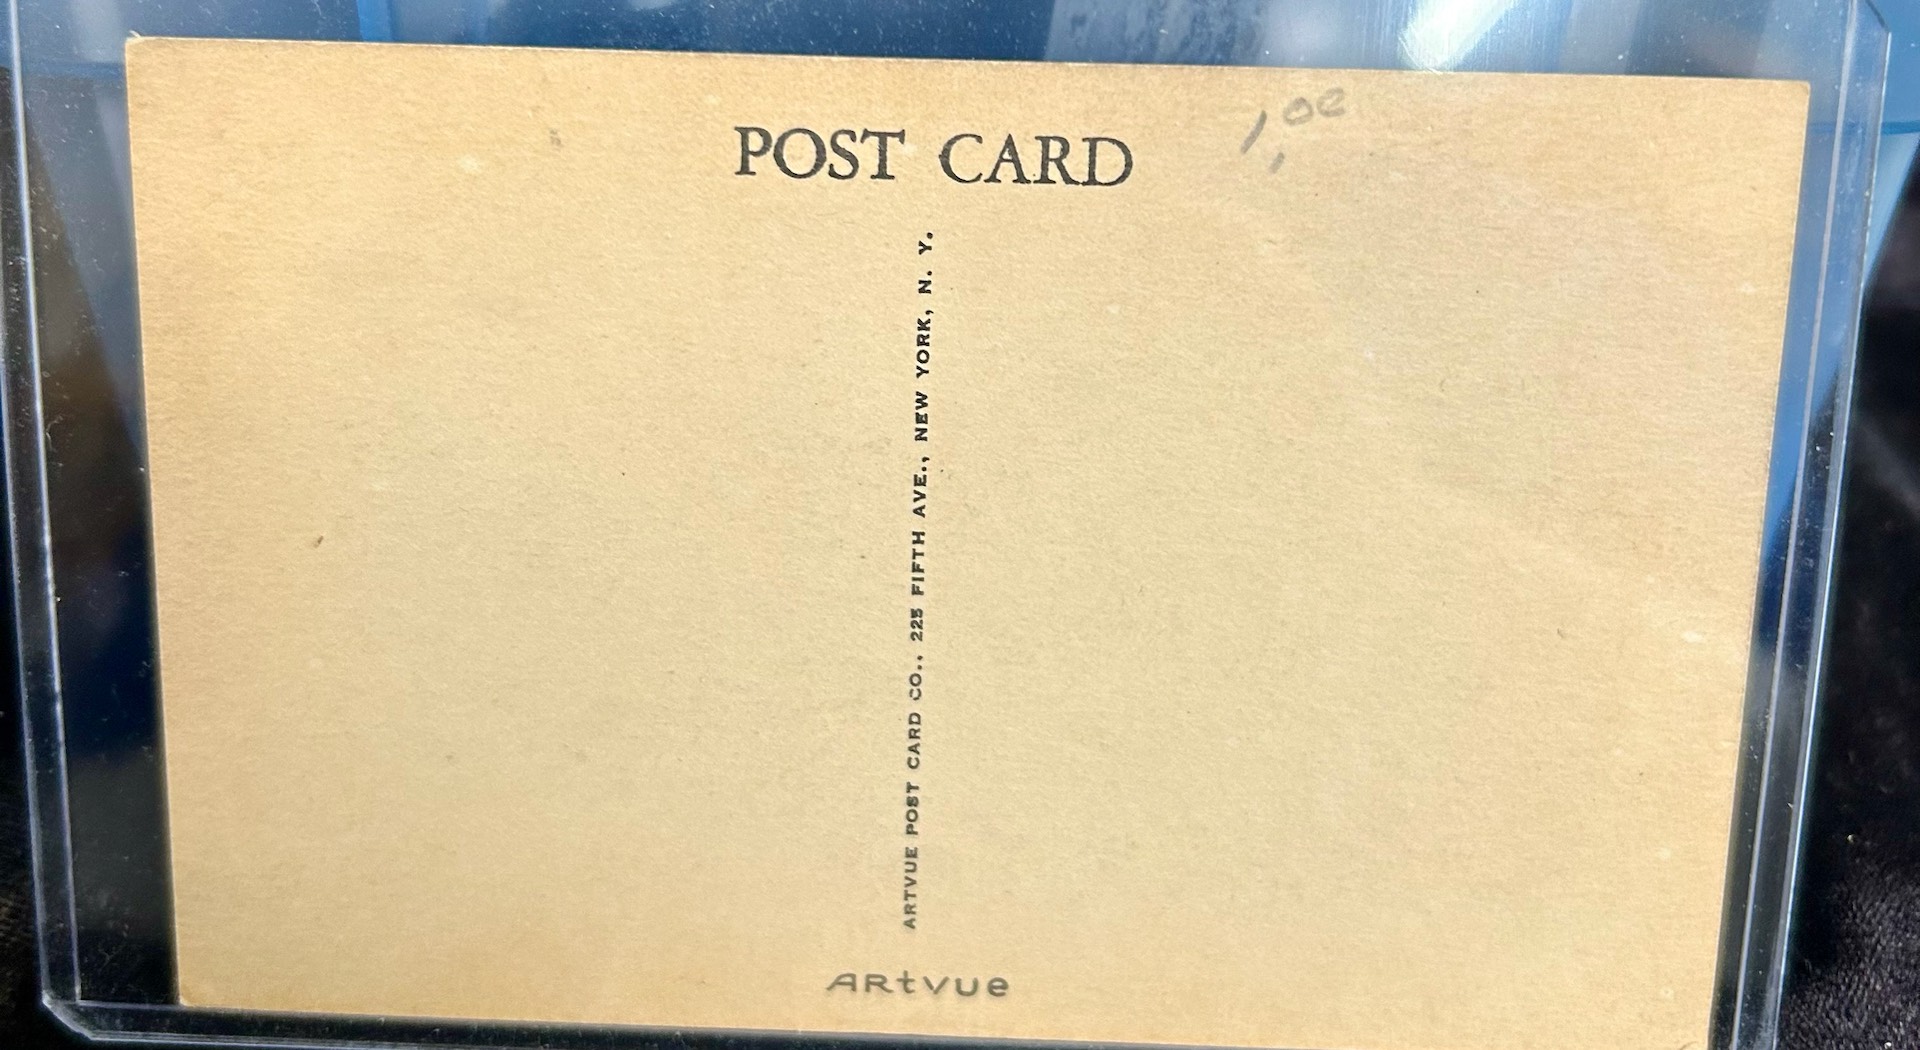 POST CARD
1,00
ARTVUE POST CARD CO., 225 FIFTH AVE., NEW YORK, N. Y.
ARtvue